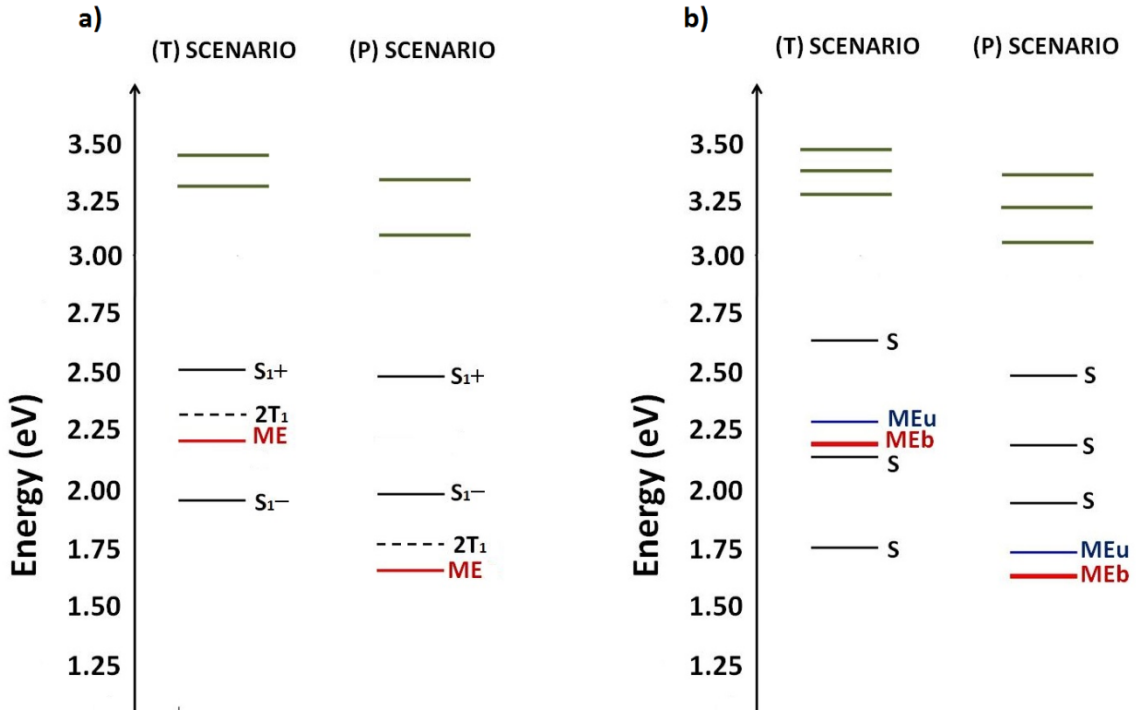 a)
(T) SCENARIO
(P) SCENARIO
Energy (eV)
3.50
3.25
3.00
2.75
2.50
2.25
2.00
1.75
1.50
1.25
S₁+
2T₁
ME
S₁−
S₁+
S₁−
2T₁
ME
b)
(T) SCENARIO
(P) SCENARIO
Energy (eV)
3.50
3.25
3.00
2.75
2.50
2.25
2.00
1.75
1.50
1.25
S
MEu
MEb
S
S
S
S
S
MEu
MEb